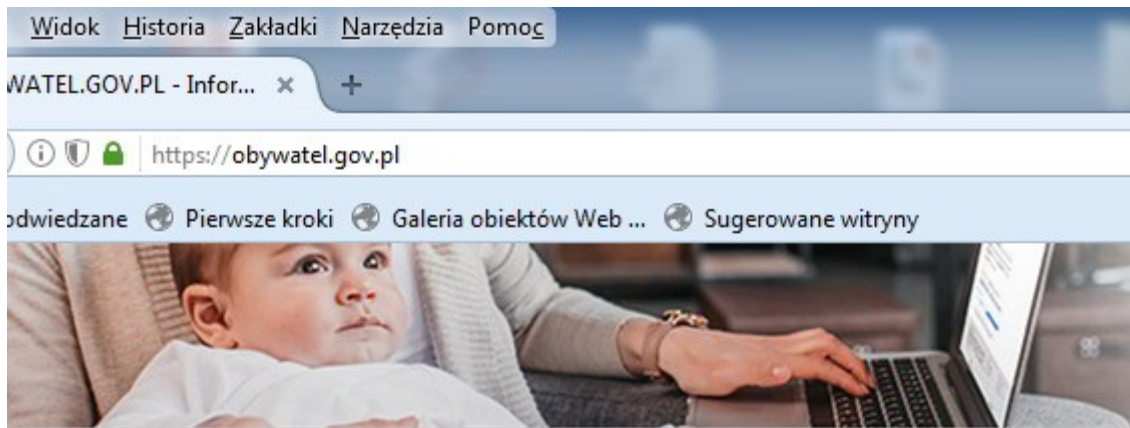 Widok Historia Zakładki Narzędzia Pomoc
WATEL.GOV.PL - Infor... × +
https://obywatel.gov.pl
odwiedzane Pierwsze kroki Galeria obiektów Web ... Sugerowane witryny